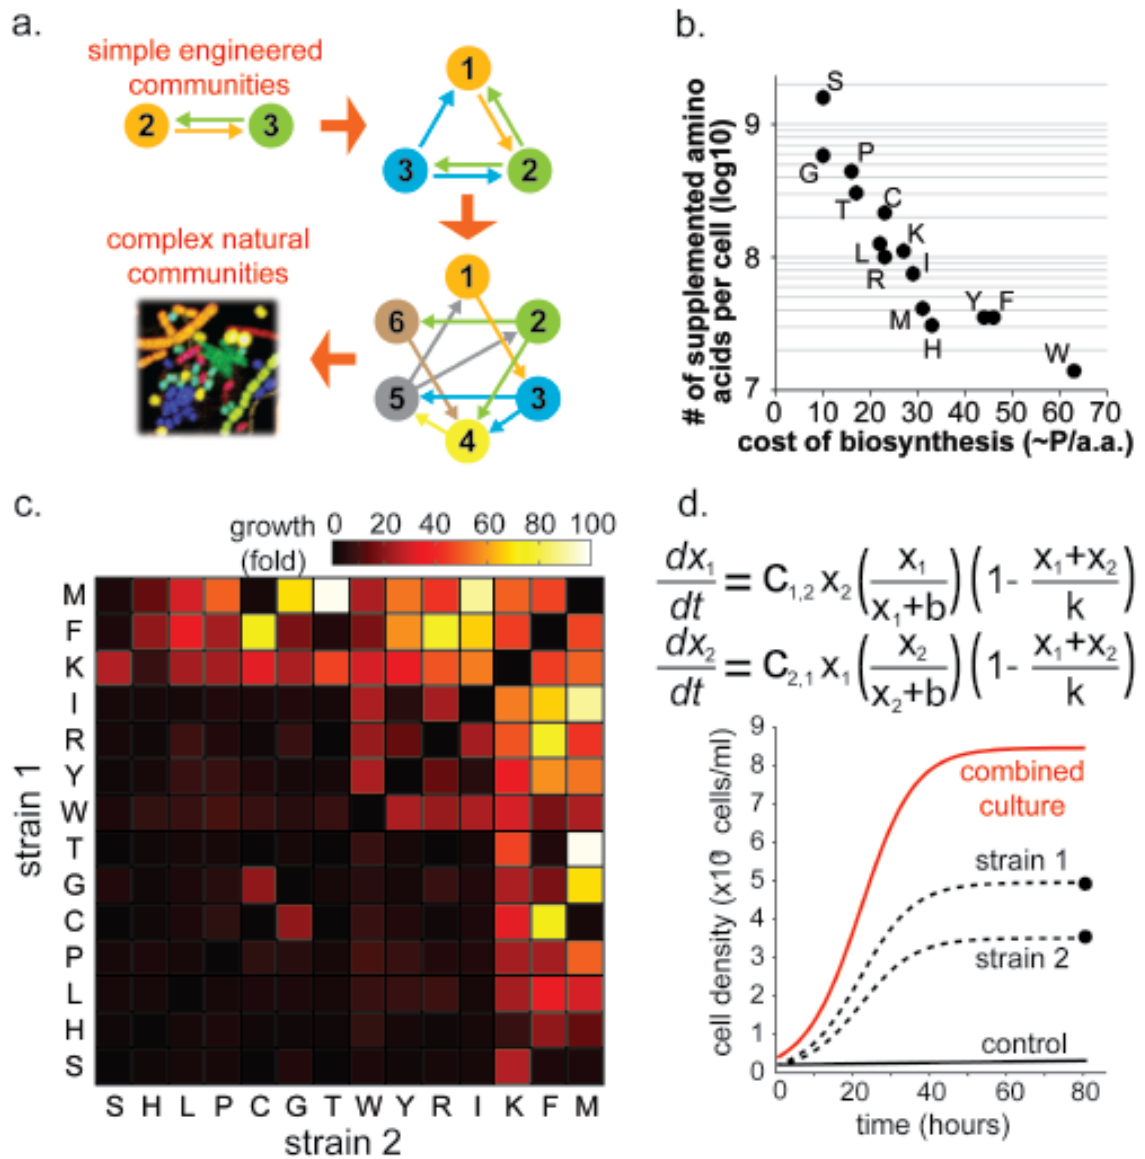 a.
simple engineered
communities
2 3
1
3 2
complex natural
communities
1
6 2
5 3
4
b.
# of supplemented amino
acids per cell (log10)
9
8
7
S
P
G
T
C
K
L
I
R
Y F
M
H
W
0 10 20 30 40 50 60 70
cost of biosynthesis (~P/a.a.)
c.
growth
(fold)
0 20 40 60 80 100
strain 1
M
F
K
I
R
Y
W
T
G
C
P
L
H
S
S H L P C G T W Y R I K F M
strain 2
d.
dx₁/dt = C₁,₂ x₂ (x₁/(x₁+b)) (1- (x₁+x₂)/k)
dx₂/dt = C₂,₁ x₁ (x₂/(x₂+b)) (1- (x₁+x₂)/k)
cell density (x10 cells/ml)
9
8
7
6
5
4
3
2
1
0
combined
culture
strain 1
strain 2
control
0 20 40 60 80
time (hours)